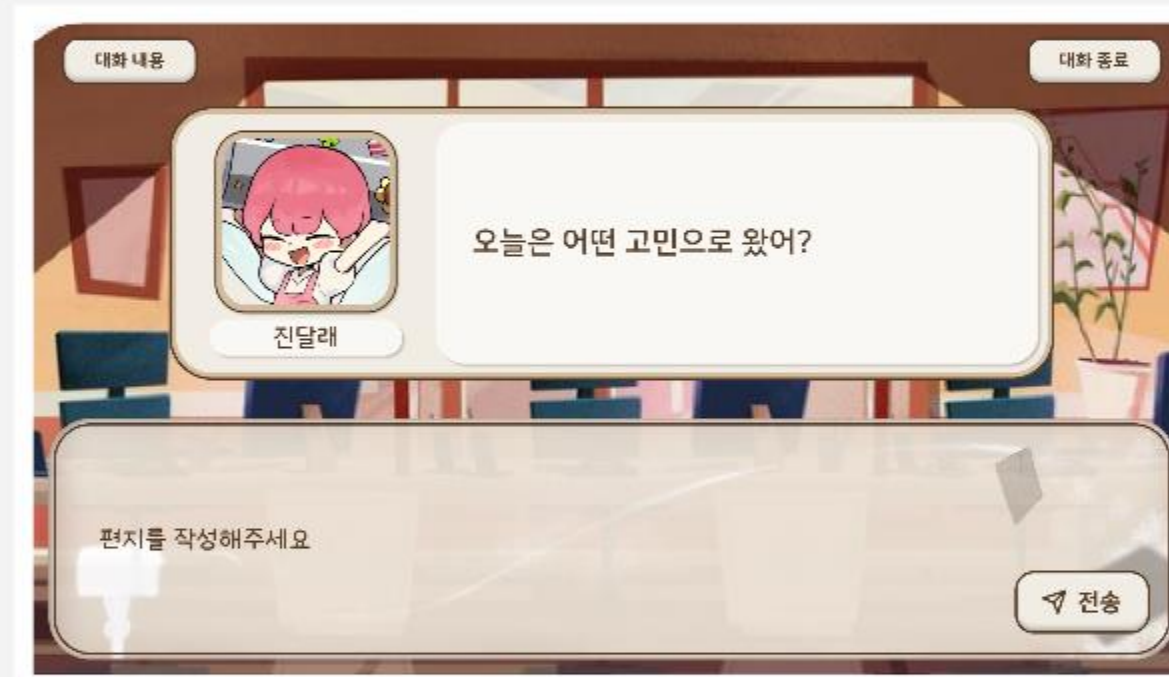 대화 내용
대화 종료
오늘은 어떤 고민으로 왔어?
진달래
편지를 작성해주세요
전송